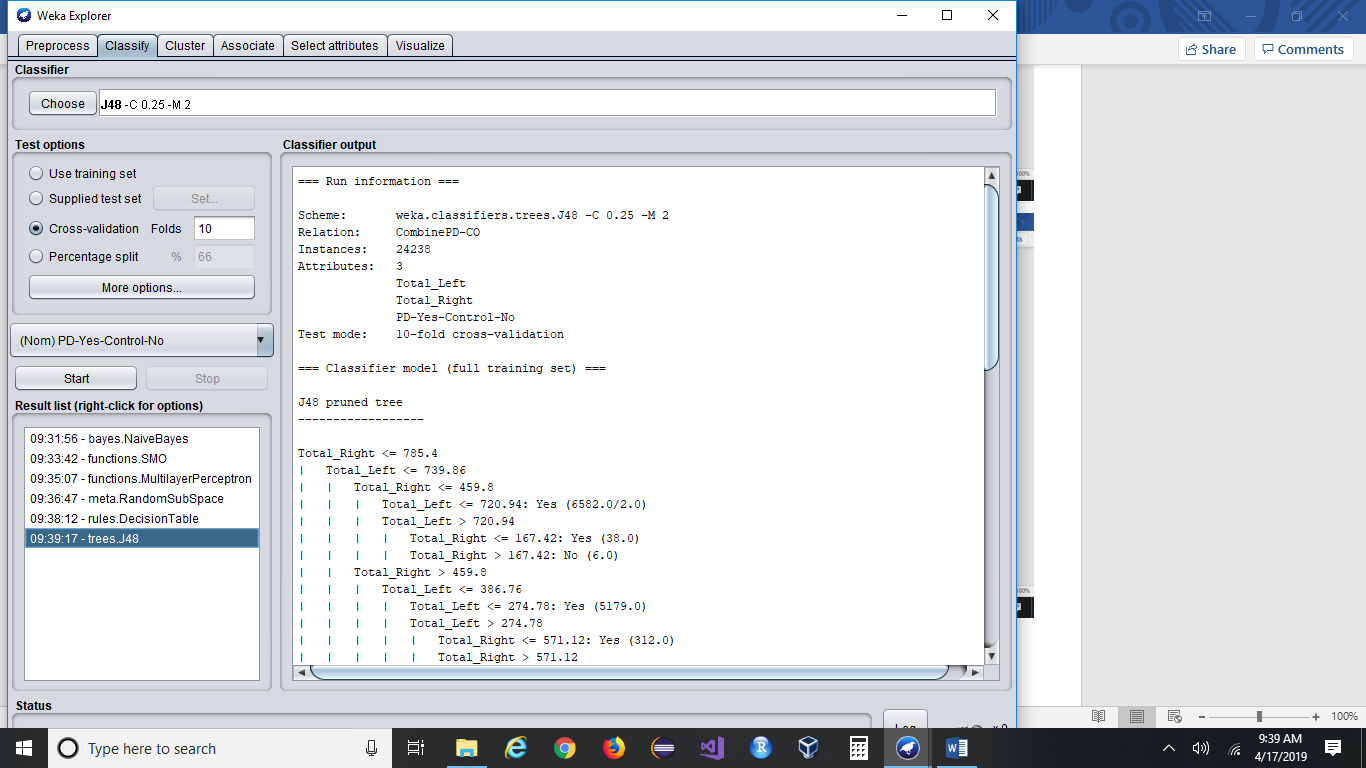 Weka Explorer
Preprocess Classify Cluster Associate Select attributes Visualize
Classifier
Choose J48 -C 0.25 -M 2
Test options
Use training set
Supplied test set Set...
Cross-validation Folds 10
Percentage split % 66
More options...
(Nom) PD-Yes-Control-No
Start Stop
Result list (right-click for options)
09:31:56 - bayes.NaiveBayes
09:33:42 - functions.SMO
09:35:07 - functions.MultilayerPerceptron
09:36:47 - meta.RandomSubSpace
09:38:12 - rules.DecisionTable
09:39:17 - trees.J48
Classifier output
=== Run information ===
Scheme: weka.classifiers.trees.J48 -C 0.25 -M 2
Relation: CombinePD-CO
Instances: 24238
Attributes: 3
Total_Left
Total_Right
PD-Yes-Control-No
Test mode: 10-fold cross-validation
=== Classifier model (full training set) ===
J48 pruned tree
------------------
Total_Right <= 785.4
| Total_Left <= 739.86
| | Total_Right <= 459.8
| | | Total_Left <= 720.94: Yes (6582.0/2.0)
| | | Total_Left > 720.94
| | | | Total_Right <= 167.42: Yes (38.0)
| | | | Total_Right > 167.42: No (6.0)
| | Total_Right > 459.8
| | | Total_Left <= 386.76
| | | | Total_Left <= 274.78: Yes (5179.0)
| | | | Total_Left > 274.78
| | | | | Total_Right <= 571.12: Yes (312.0)
| | | | | Total_Right > 571.12
Status
Log
x 0
Share Comments
100%
Type here to search
9:39 AM
4/17/2019